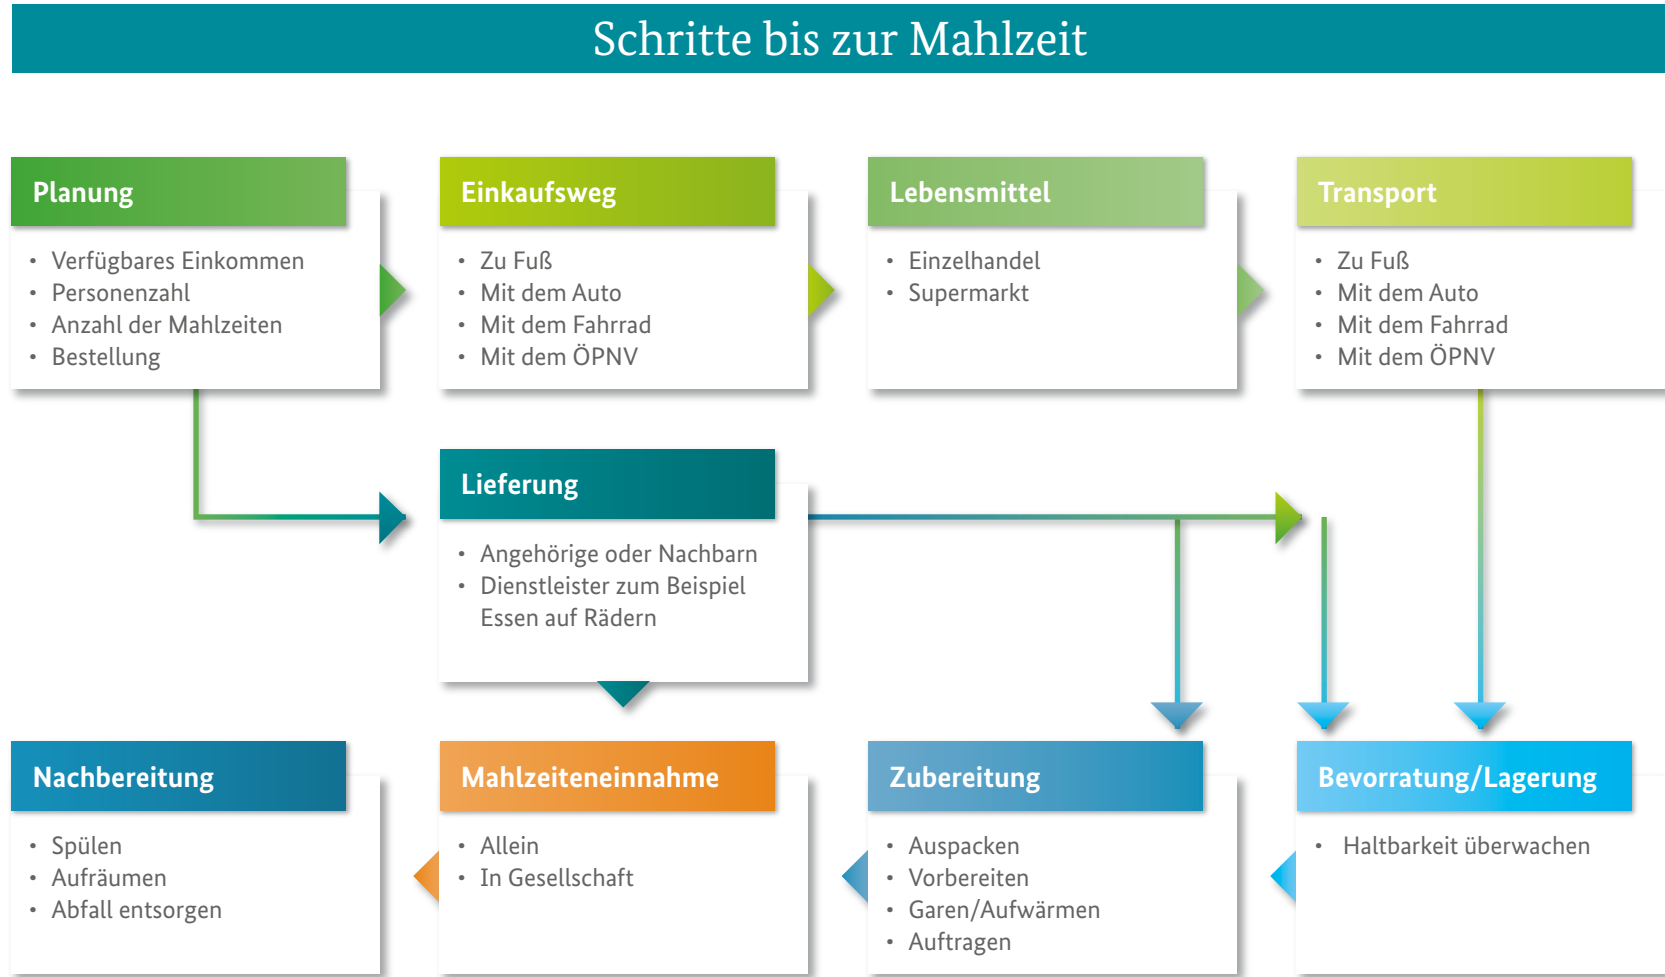 Schritte bis zur Mahlzeit
Planung
• Verfügbares Einkommen
• Personenzahl
• Anzahl der Mahlzeiten
• Bestellung
Einkaufsweg
• Zu Fuß
• Mit dem Auto
• Mit dem Fahrrad
• Mit dem ÖPNV
Lebensmittel
• Einzelhandel
• Supermarkt
Transport
• Zu Fuß
• Mit dem Auto
• Mit dem Fahrrad
• Mit dem ÖPNV
Lieferung
• Angehörige oder Nachbarn
• Dienstleister zum Beispiel
Essen auf Rädern
Nachbereitung
• Spülen
• Aufräumen
• Abfall entsorgen
Mahlzeiteneinnahme
• Allein
• In Gesellschaft
Zubereitung
• Auspacken
• Vorbereiten
• Garen/Aufwärmen
• Auftragen
Bevorratung/Lagerung
• Haltbarkeit überwachen